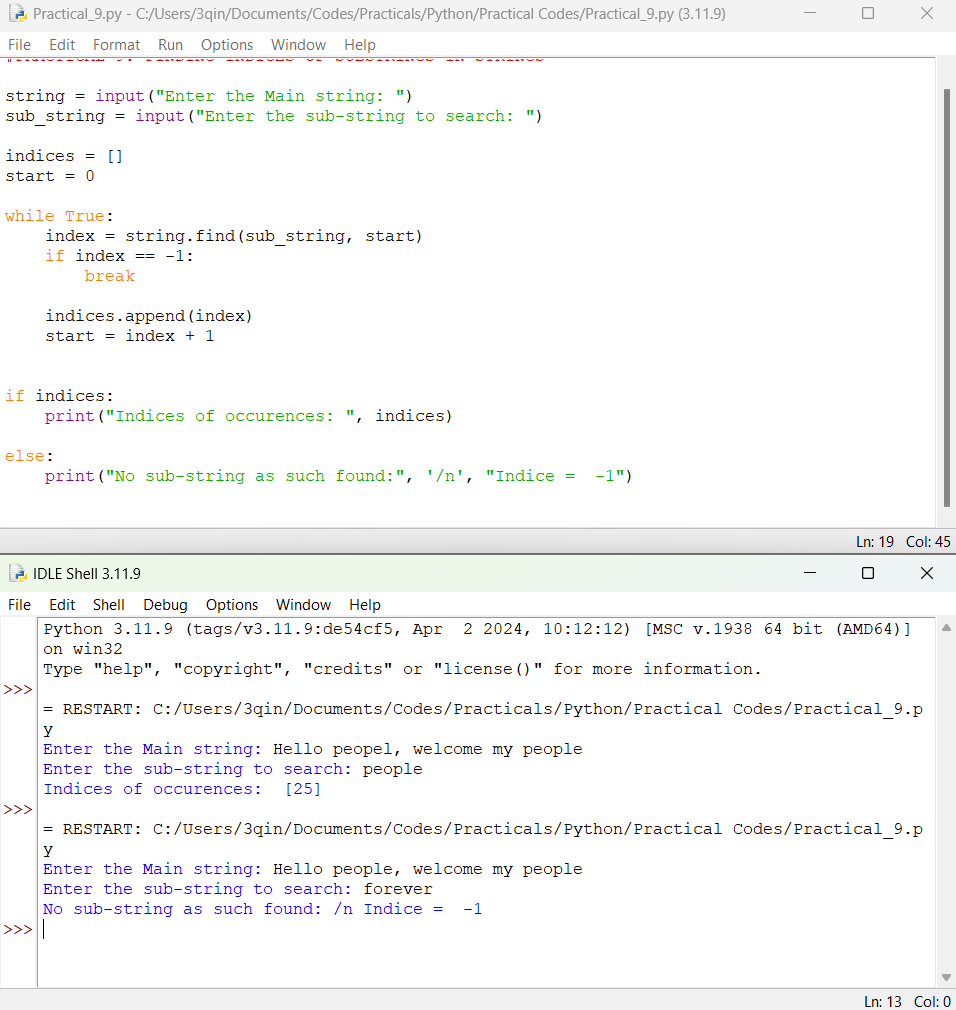 Practical_9.py - C:/Users/3qin/Documents/Codes/Practicals/Python/Practical Codes/Practical_9.py (3.11.9)
File Edit Format Run Options Window Help
string = input("Enter the Main string: ")
sub_string = input("Enter the sub-string to search: ")
indices = []
start = 0
while True:
    index = string.find(sub_string, start)
    if index == -1:
        break
    indices.append(index)
    start = index + 1
if indices:
    print("Indices of occurences: ", indices)
else:
    print("No sub-string as such found:", '/n', "Indice =  -1")
Ln: 19 Col: 45
IDLE Shell 3.11.9
File Edit Shell Debug Options Window Help
Python 3.11.9 (tags/v3.11.9:de54cf5, Apr  2 2024, 10:12:12) [MSC v.1938 64 bit (AMD64)]
on win32
Type "help", "copyright", "credits" or "license()" for more information.
>>>
= RESTART: C:/Users/3qin/Documents/Codes/Practicals/Python/Practical Codes/Practical_9.p
y
Enter the Main string: Hello peopel, welcome my people
Enter the sub-string to search: people
Indices of occurences:  [25]
>>>
= RESTART: C:/Users/3qin/Documents/Codes/Practicals/Python/Practical Codes/Practical_9.p
y
Enter the Main string: Hello people, welcome my people
Enter the sub-string to search: forever
No sub-string as such found: /n Indice =  -1
>>>
Ln: 13 Col: 0